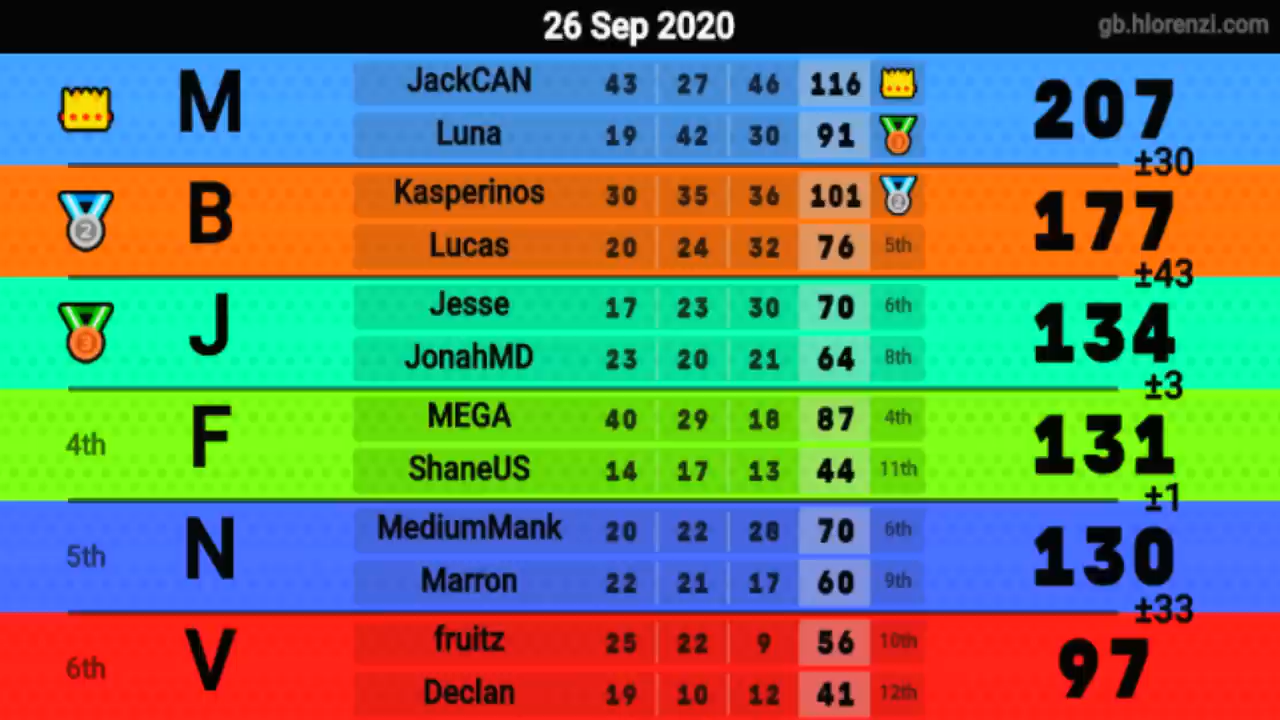 26 Sep 2020
gb.hlorenzi.com
M
JackCAN 43 27 46 116
Luna 19 42 30 91
207
±30
2
B
Kasperinos 30 35 36 101 2
Lucas 20 24 32 76 5th
177
±43
3
J
Jesse 17 23 30 70 6th
JonahMD 23 20 21 64 8th
134
±3
4th
F
MEGA 40 29 18 87 4th
ShaneUS 14 17 13 44 11th
131
±1
5th
N
MediumMank 20 22 28 70 6th
Marron 22 21 17 60 9th
130
±33
6th
V
fruitz 25 22 9 56 10th
Declan 19 10 12 41 12th
97